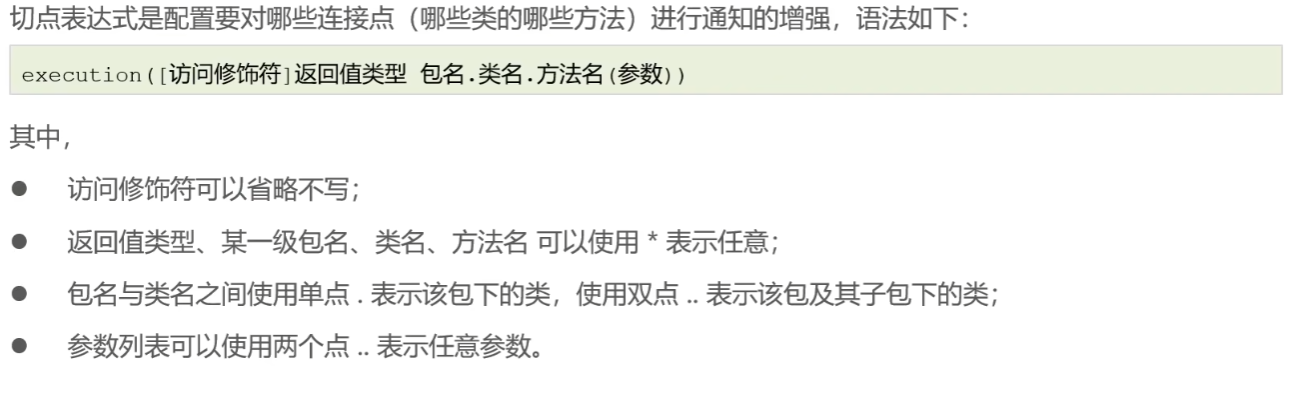 切点表达式是配置要对哪些连接点（哪些类的哪些方法）进行通知的增强，语法如下：
execution([访问修饰符]返回值类型 包名.类名.方法名(参数))
其中，
● 访问修饰符可以省略不写；
● 返回值类型、某一级包名、类名、方法名 可以使用 * 表示任意；
● 包名与类名之间使用单点 . 表示该包下的类，使用双点 .. 表示该包及其子包下的类；
● 参数列表可以使用两个点 .. 表示任意参数。